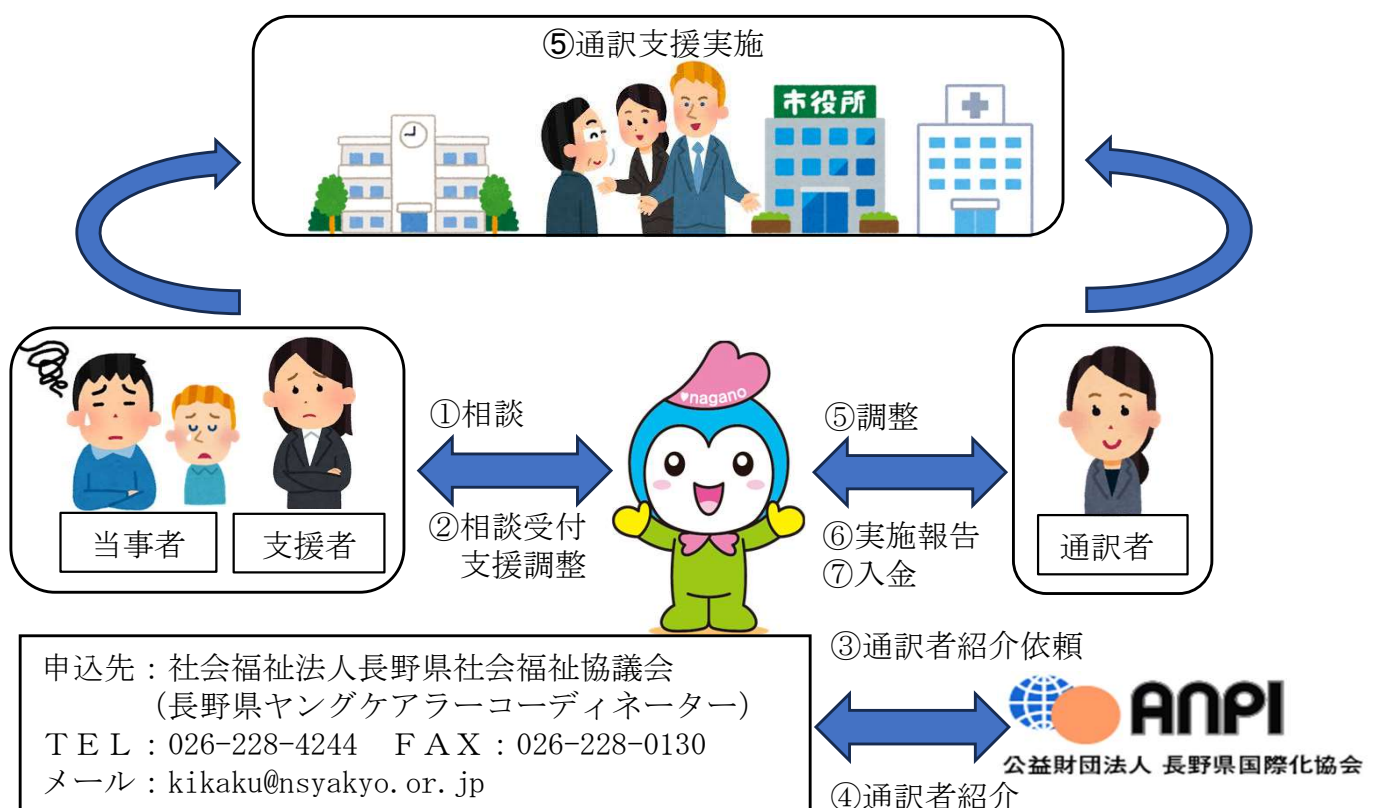 ⑤通訳支援実施
市役所
♥nagano
①相談
②相談受付
支援調整
⑤調整
⑥実施報告
⑦入金
当事者
支援者
通訳者
申込先：社会福祉法人長野県社会福祉協議会
（長野県ヤングケアラーコーディネーター）
ＴＥＬ：026-228-4244　ＦＡＸ：026-228-0130
メール：kikaku@nsyakyo.or.jp
③通訳者紹介依頼
ANPI
公益財団法人 長野県国際化協会
④通訳者紹介